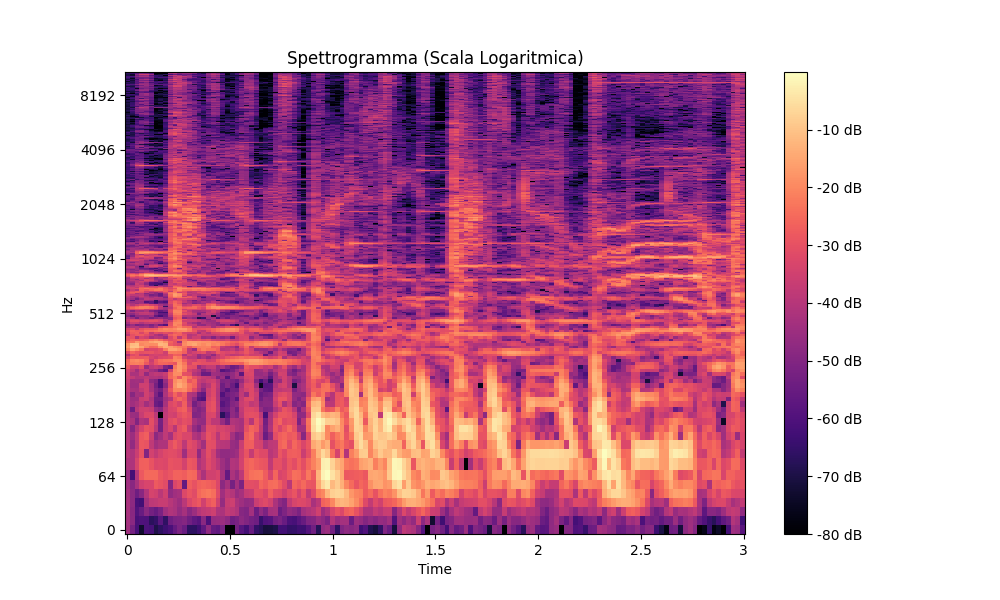 Spettrogramma (Scala Logaritmica)
Hz
8192
4096
2048
1024
512
256
128
64
0
0
0.5
1
1.5
2
2.5
3
Time
-10 dB
-20 dB
-30 dB
-40 dB
-50 dB
-60 dB
-70 dB
-80 dB